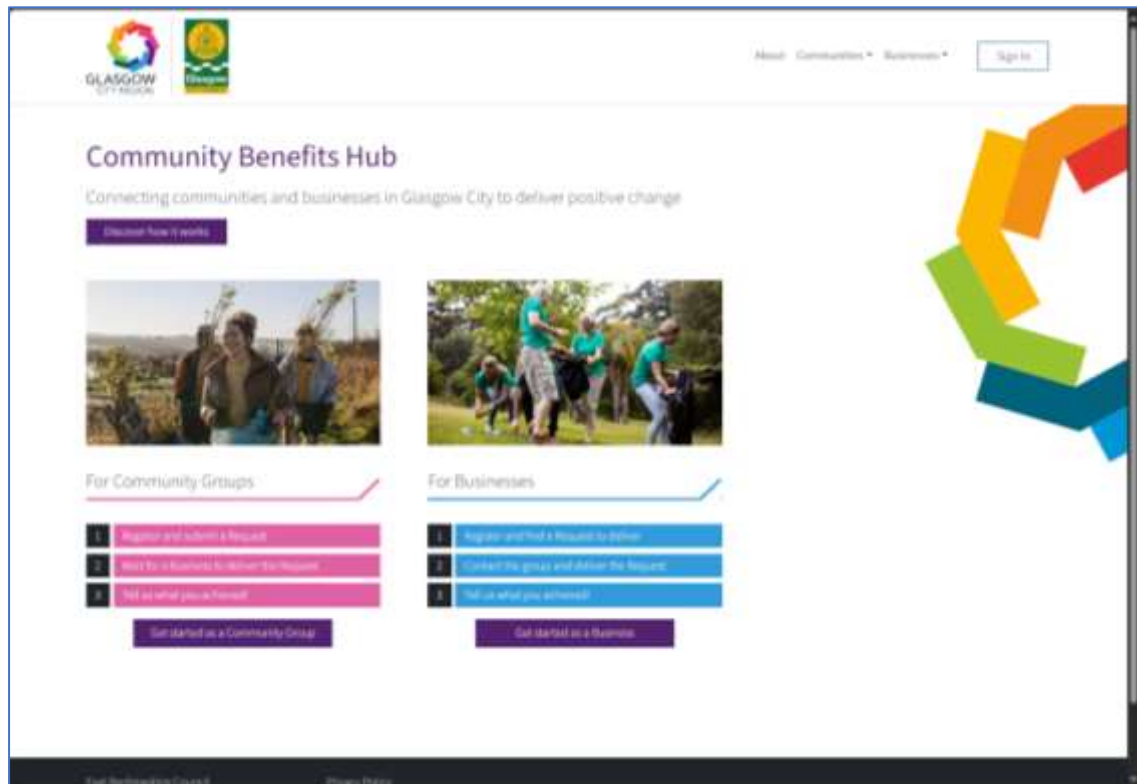 GLASGOW
CITY REGION
Glasgow
About Communities Businesses Sign In
Community Benefits Hub
Connecting communities and businesses in Glasgow City to deliver positive change
Discover how it works
For Community Groups
For Businesses
1 Register and submit a Request
2 Wait for a Business to deliver the Request
3 Tell us what you achieved!
Get started as a Community Group
1 Register and find a Request to deliver
2 Contact the group and deliver the Request
3 Tell us what you achieved!
Get started as a Business
East Renfrewshire Council
Privacy Policy